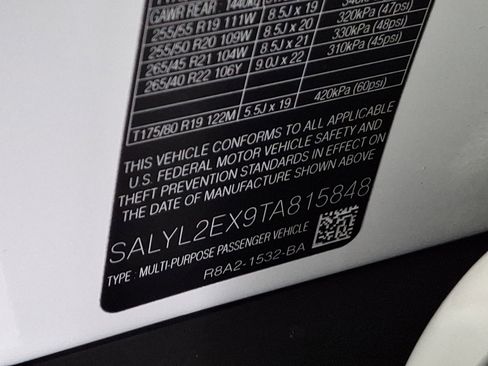 GAWR REAR : 1440kg
255/55 R19 111W 8.5J x 19 320kPa (47psi)
255/50 R20 109W 8.5J x 20 330kPa (48psi)
265/45 R21 104W 8.5J x 21 310kPa (45psi)
265/40 R22 106Y 9.0J x 22
T175/80 R19 122M 5.5J x 19 420kPa (60psi)
THIS VEHICLE CONFORMS TO ALL APPLICABLE
U.S. FEDERAL MOTOR VEHICLE SAFETY AND
THEFT PREVENTION STANDARDS IN EFFECT ON
THE DATE OF MANUFACTURE SHOWN ABOVE
SALYL2EX9TA815848
TYPE : MULTI-PURPOSE PASSENGER VEHICLE
R8A2-1532-BA